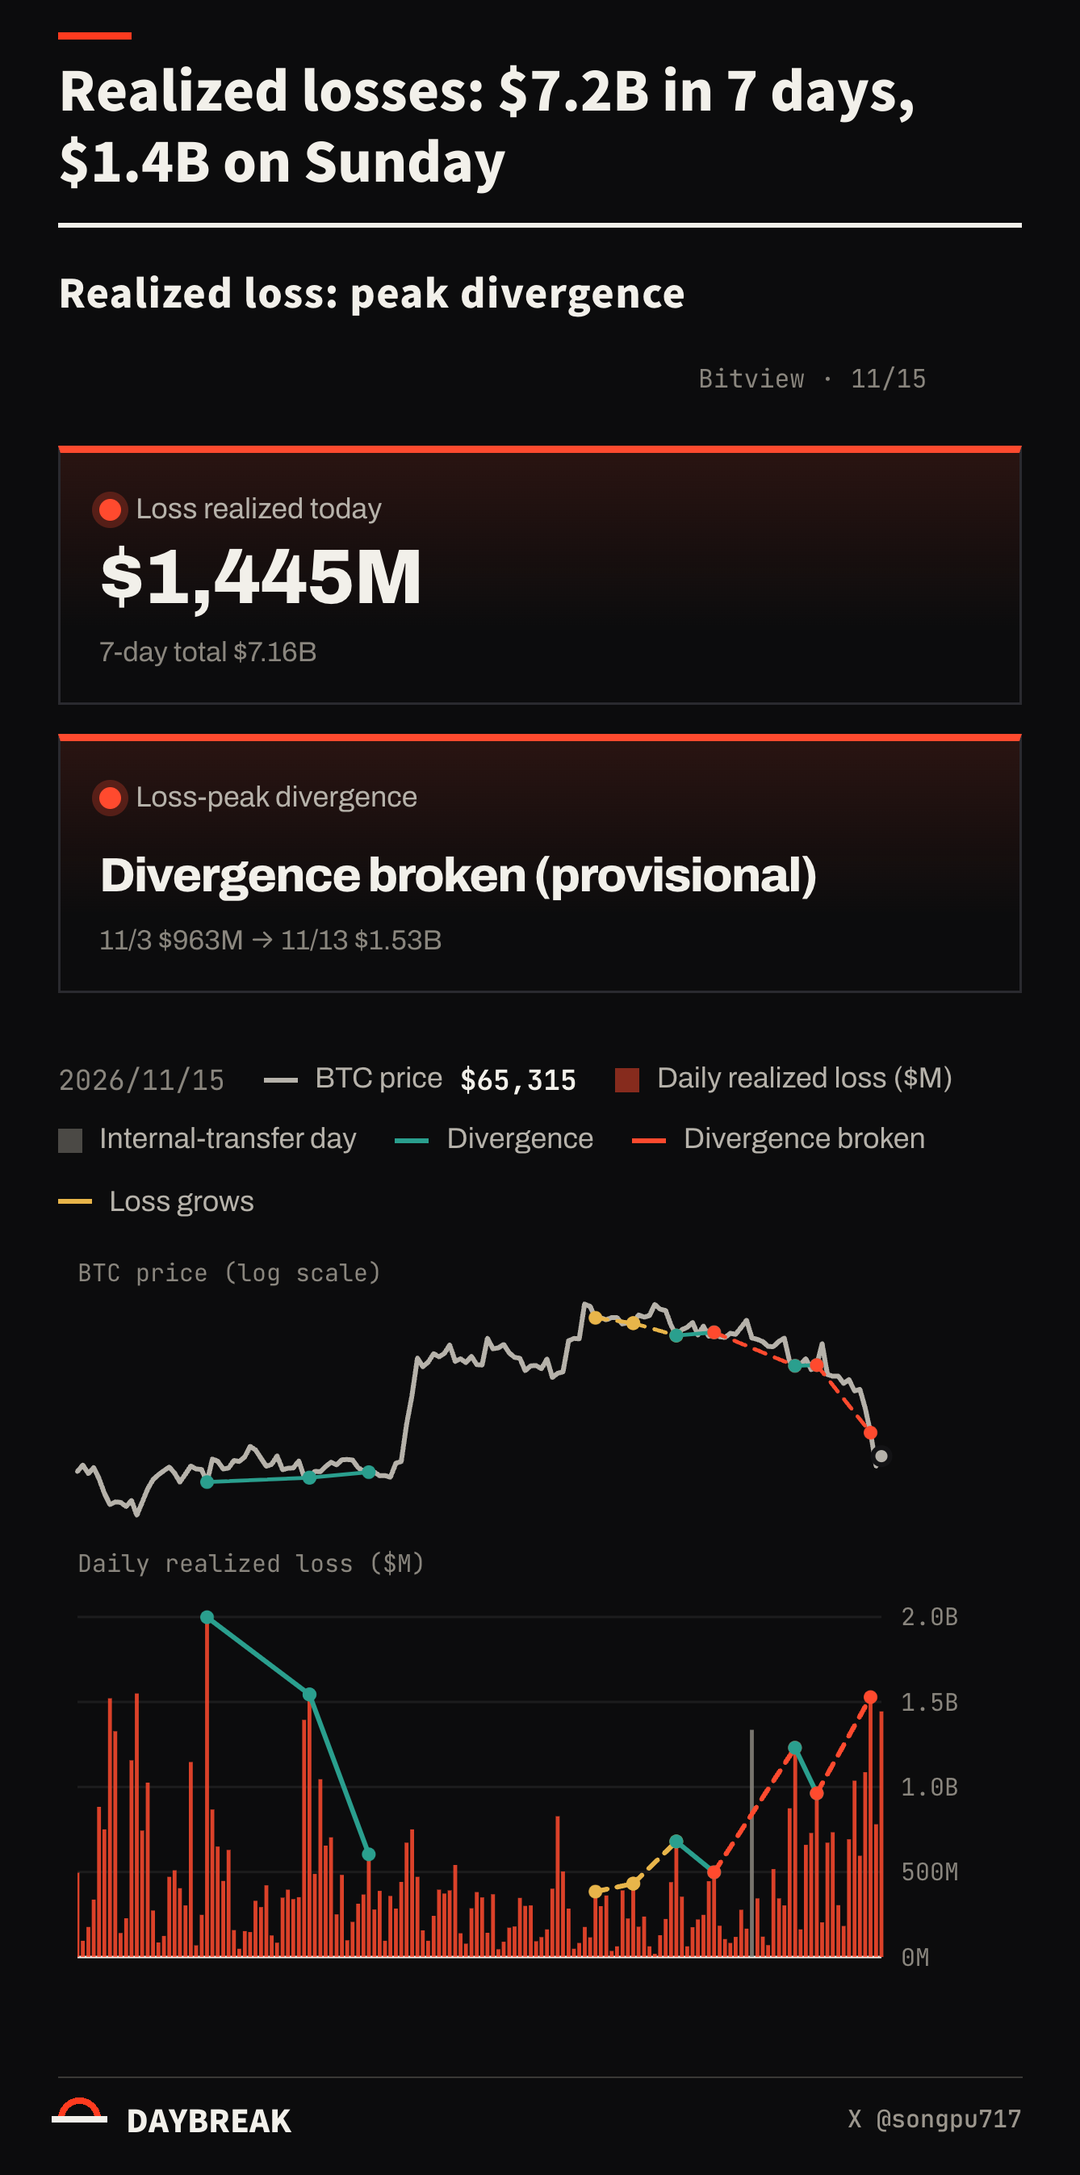 Realized losses: $7.2B in 7 days,
$1.4B on Sunday
Realized loss: peak divergence
Bitview · 11/15
Loss realized today
$1,445M
7-day total $7.16B
Loss-peak divergence
Divergence broken (provisional)
11/3 $963M → 11/13 $1.53B
2026/11/15 BTC price $65,315 Daily realized loss ($M)
Internal-transfer day Divergence Divergence broken
Loss grows
BTC price (log scale)
Daily realized loss ($M)
2.0B
1.5B
1.0B
500M
0M
DAYBREAK
X @songpu717